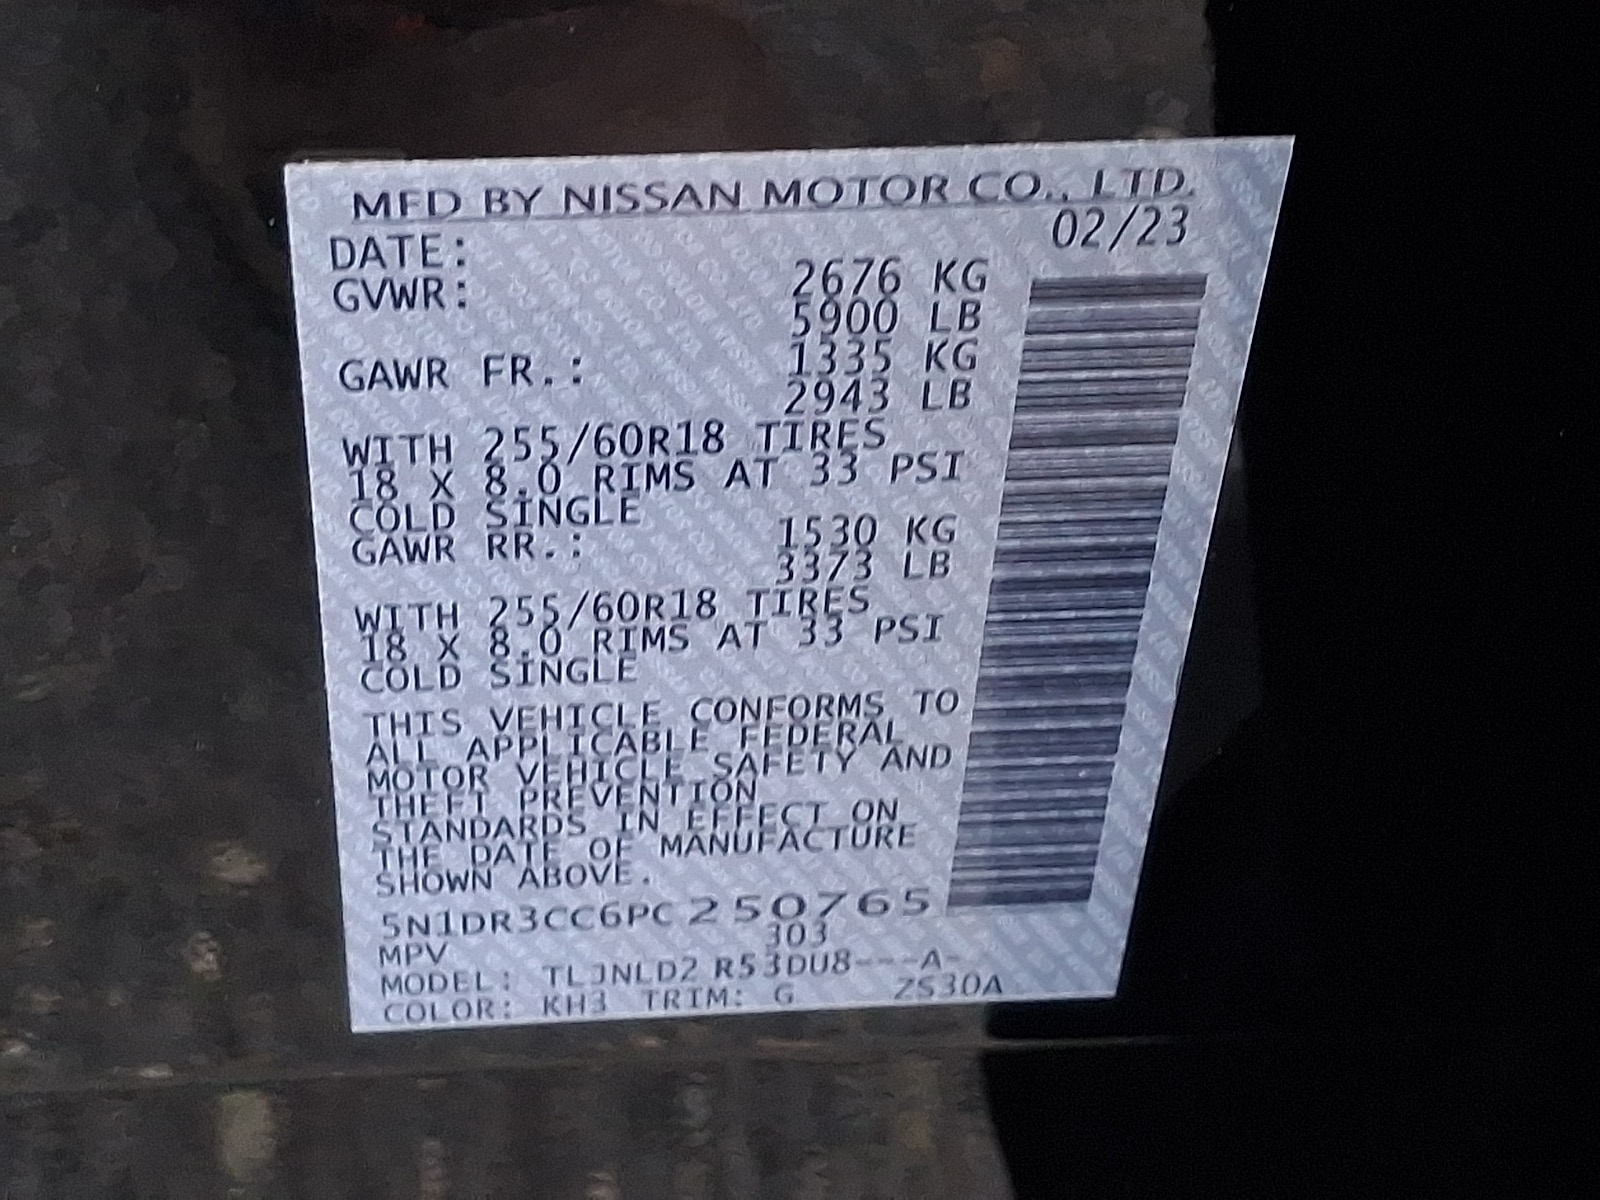 MFD BY NISSAN MOTOR CO., LTD.
DATE: 02/23
GVWR: 2676 KG
5900 LB
GAWR FR.: 1335 KG
2943 LB
WITH 255/60R18 TIRES
18 X 8.0 RIMS AT 33 PSI
COLD SINGLE
GAWR RR.: 1530 KG
3373 LB
WITH 255/60R18 TIRES
18 X 8.0 RIMS AT 33 PSI
COLD SINGLE
THIS VEHICLE CONFORMS TO
ALL APPLICABLE FEDERAL
MOTOR VEHICLE SAFETY AND
THEFT PREVENTION
STANDARDS IN EFFECT ON
THE DATE OF MANUFACTURE
SHOWN ABOVE.
5N1DR3CC6PC250765
MPV 303
MODEL: TLJNLD2 R53DU8---A-
COLOR: KH3 TRIM: G ZS30A